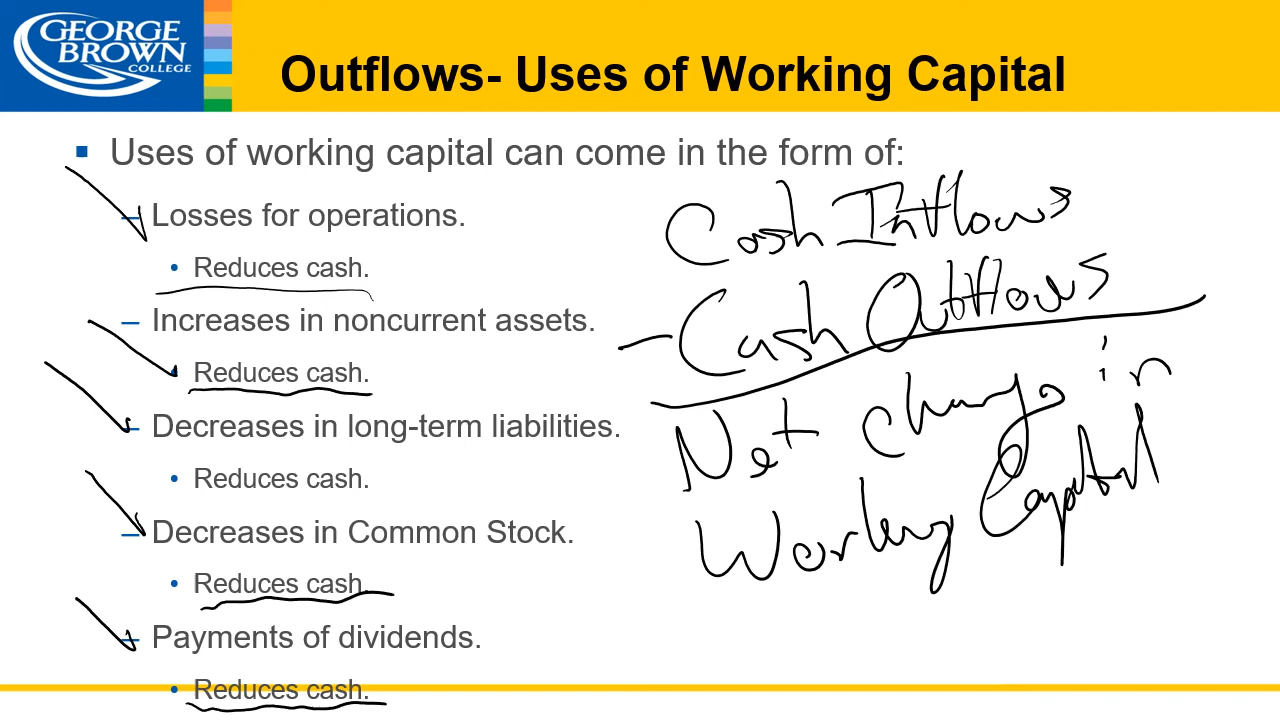 GEORGE
BROWN
COLLEGE
Outflows- Uses of Working Capital
Uses of working capital can come in the form of:
– Losses for operations.
• Reduces cash.
– Increases in noncurrent assets.
• Reduces cash.
– Decreases in long-term liabilities.
• Reduces cash.
– Decreases in Common Stock.
• Reduces cash.
– Payments of dividends.
• Reduces cash.
Cash Inflows
– Cash Outflows
Net change in
Working Capital